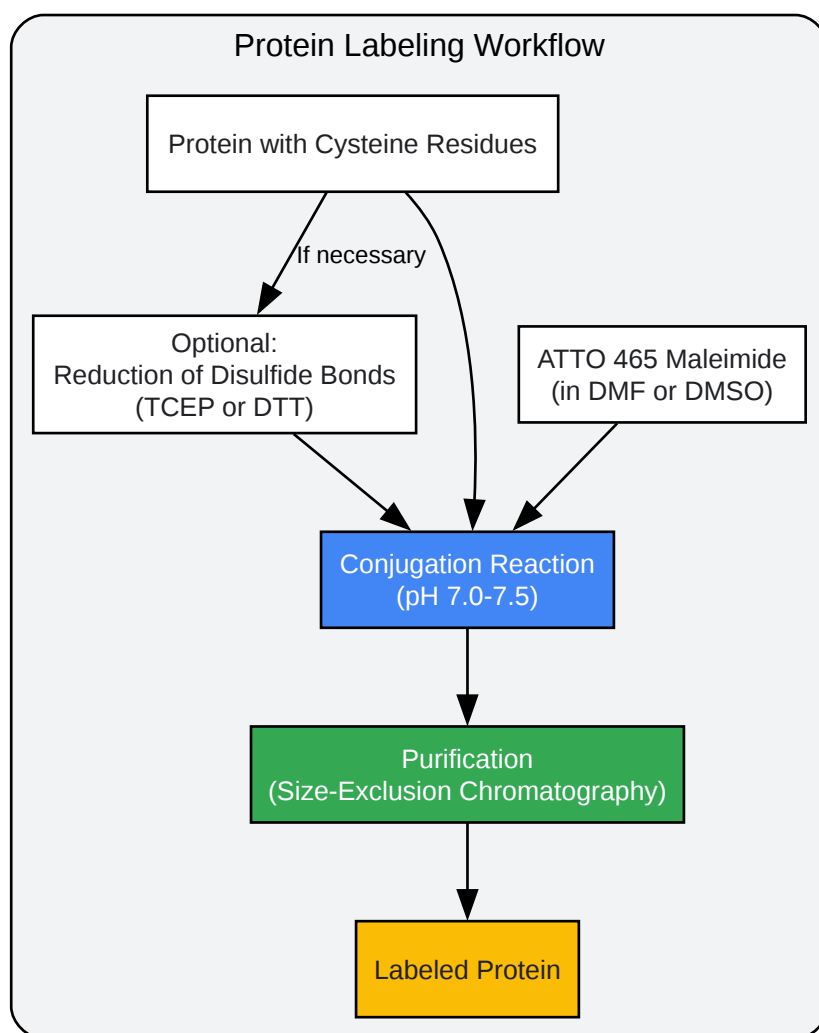 Protein Labeling Workflow
Protein with Cysteine Residues
If necessary
Optional:
Reduction of Disulfide Bonds
(TCEP or DTT)
ATTO 465 Maleimide
(in DMF or DMSO)
Conjugation Reaction
(pH 7.0-7.5)
Purification
(Size-Exclusion Chromatography)
Labeled Protein